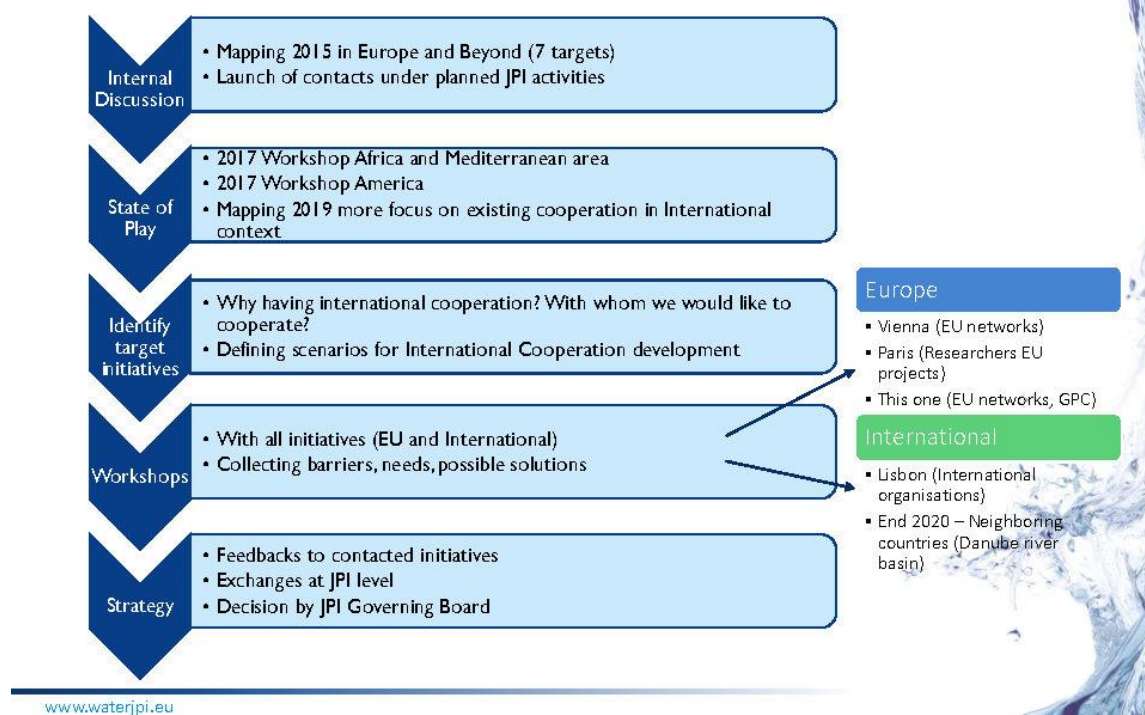 Internal
Discussion
• Mapping 2015 in Europe and Beyond (7 targets)
• Launch of contacts under planned JPI activities
State of
Play
• 2017 Workshop Africa and Mediterranean area
• 2017 Workshop America
• Mapping 2019 more focus on existing cooperation in International
context
Identify
target
initiatives
• Why having international cooperation? With whom we would like to
cooperate?
• Defining scenarios for International Cooperation development
Workshops
• With all initiatives (EU and International)
• Collecting barriers, needs, possible solutions
Europe
▪ Vienna (EU networks)
▪ Paris (Researchers EU
projects)
▪ This one (EU networks, GPC)
International
▪ Lisbon (International
organisations)
▪ End 2020 – Neighboring
countries (Danube river
basin)
Strategy
• Feedbacks to contacted initiatives
• Exchanges at JPI level
• Decision by JPI Governing Board
www.waterjpi.eu